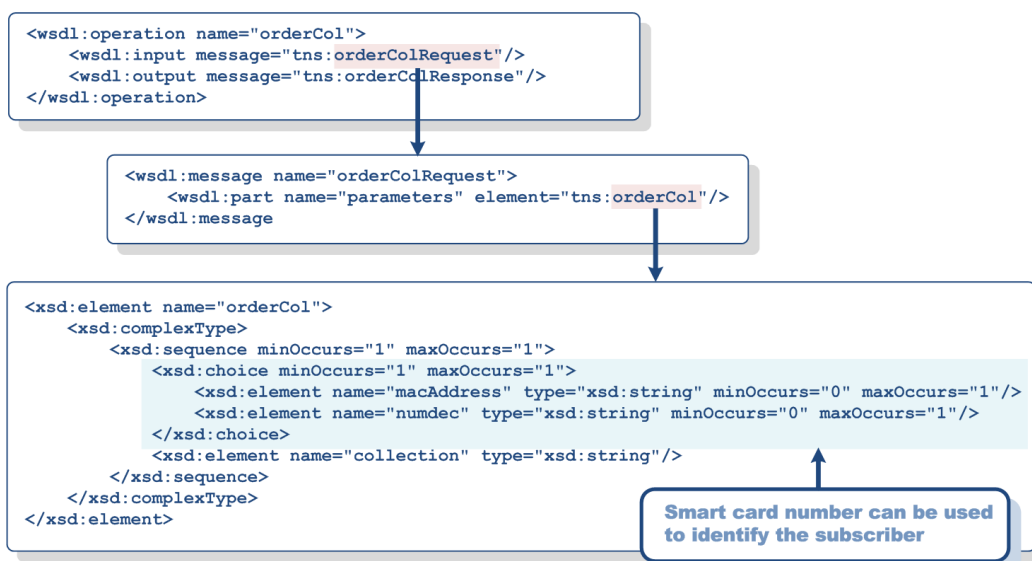 <wsdl:operation name="orderCol">
<wsdl:input message="tns:orderColRequest"/>
<wsdl:output message="tns:orderColResponse"/>
</wsdl:operation>
<wsdl:message name="orderColRequest">
<wsdl:part name="parameters" element="tns:orderCol"/>
</wsdl:message
<xsd:element name="orderCol">
<xsd:complexType>
<xsd:sequence minOccurs="1" maxOccurs="1">
<xsd:choice minOccurs="1" maxOccurs="1">
<xsd:element name="macAddress" type="xsd:string" minOccurs="0" maxOccurs="1"/>
<xsd:element name="numdec" type="xsd:string" minOccurs="0" maxOccurs="1"/>
</xsd:choice>
<xsd:element name="collection" type="xsd:string"/>
</xsd:sequence>
</xsd:complexType>
</xsd:element>
Smart card number can be used
to identify the subscriber